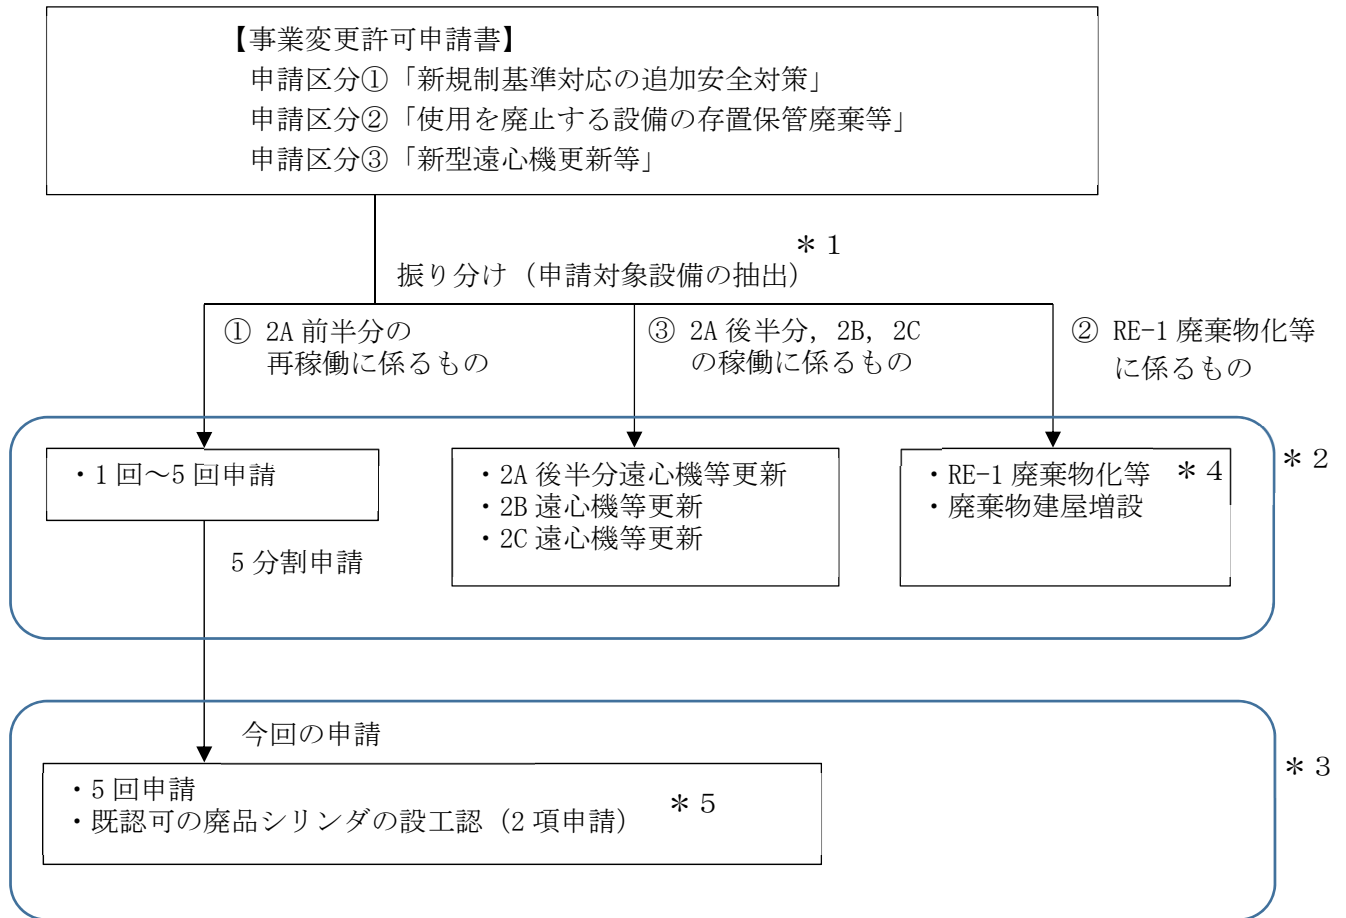 【事業変更許可申請書】
申請区分①「新規制基準対応の追加安全対策」
申請区分②「使用を廃止する設備の存置保管廃棄等」
申請区分③「新型遠心機更新等」
＊１
振り分け（申請対象設備の抽出）
① 2A 前半分の
再稼働に係るもの
③ 2A 後半分，2B，2C
の稼働に係るもの
② RE-1 廃棄物化等
に係るもの
・1 回～5 回申請
・2A 後半分遠心機等更新
・2B 遠心機等更新
・2C 遠心機等更新
・RE-1 廃棄物化等 ＊４
・廃棄物建屋増設
＊２
5 分割申請
今回の申請
・5 回申請
・既認可の廃品シリンダの設工認（2 項申請） ＊５
＊３